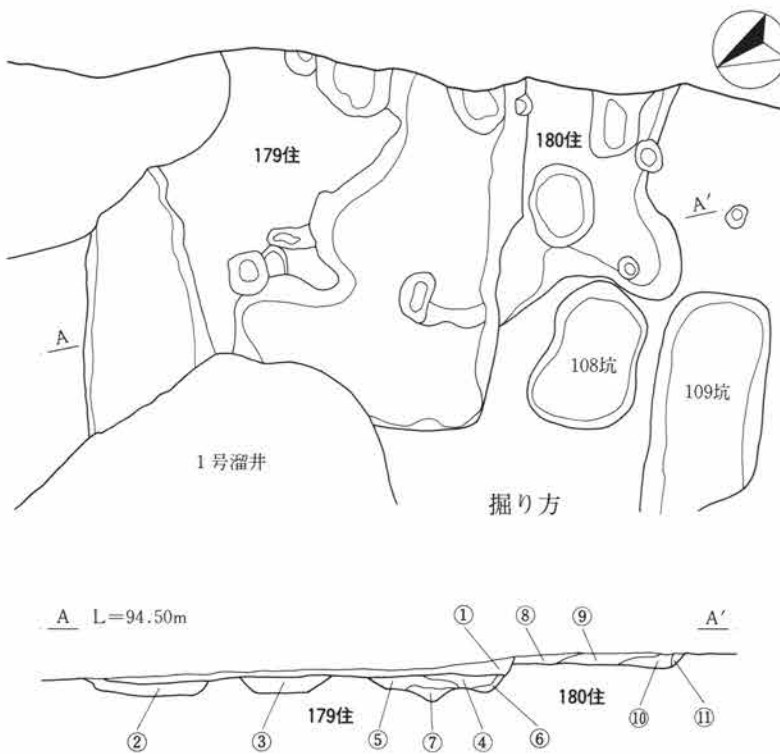 179住
180住
A'
A
108坑
109坑
1号溜井
掘り方
A L=94.50m ① ⑧ ⑨ A'
179住 180住
② ③ ⑤ ⑦ ④ ⑥ ⑩ ⑪